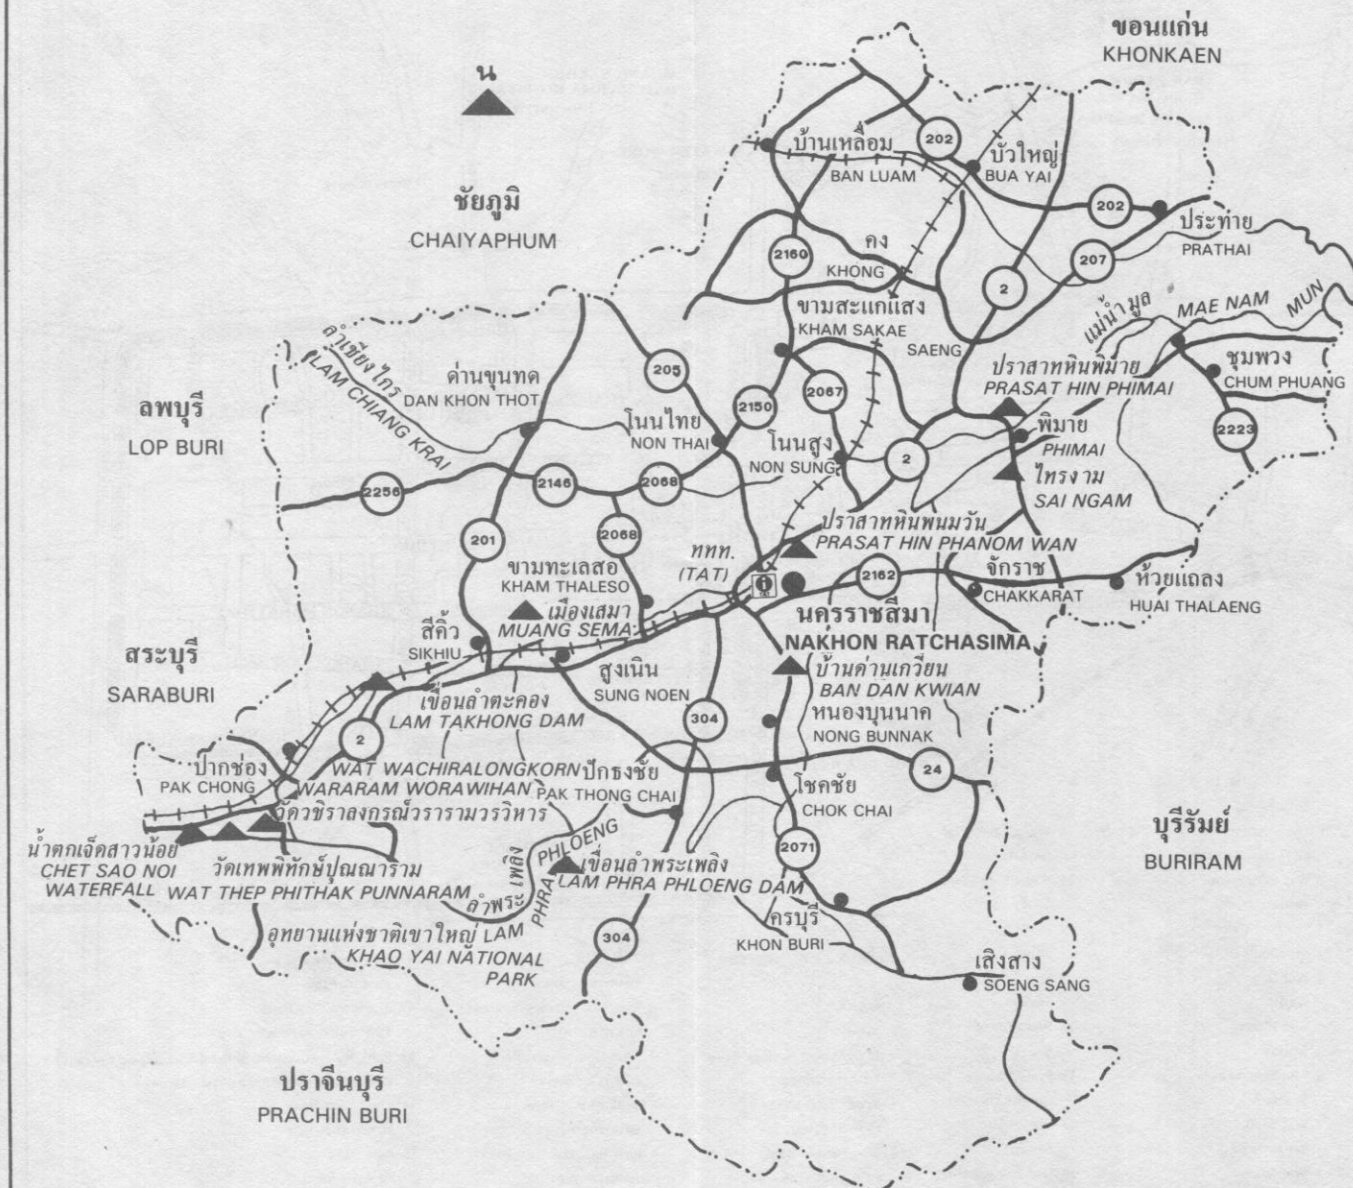 ขอนแก่น
KHONKAEN
น
ชัยภูมิ
CHAIYAPHUM
บ้านเหลื่อม
BAN LUAM
202
บัวใหญ่
BUA YAI
202
ประทาย
PRATHAI
2160
คง
KHONG
207
2
ขามสะแกแสง
KHAM SAKAE
SAENG
แม่น้ำมูล
MAE NAM
MUN
ชุมพวง
CHUM PHUANG
2223
ลำเชียงไกร
LAM CHIANG KRAI
ด่านขุนทด
DAN KHON THOT
205
2150
2067
ปราสาทหินพิม่าย
PRASAT HIN PHIMAI
พิมาย
PHIMAI
ไทรงาม
SAI NGAM
ลพบุรี
LOP BURI
โนนไทย
NON THAI
โนนสูง
NON SUNG
2
2256
2146
2068
201
2068
ขามทะเลสอ
KHAM THALESO
ททท.
(TAT)
ปราสาทหินพนมวัน
PRASAT HIN PHANOM WAN
2162
จักราช
CHAKKARAT
ห้วยแถลง
HUAI THALAENG
เมืองเสมา
MUANG SEMA
นครราชสีมา
NAKHON RATCHASIMA
สระบุรี
SARABURI
สีคิ้ว
SIKHIU
สูงเนิน
SUNG NOEN
บ้านด่านเกวียน
BAN DAN KWIAN
เขื่อนลำตะคอง
LAM TAKHONG DAM
304
หนองบุนนาค
NONG BUNNAK
2
24
ปากช่อง
PAK CHONG
WAT WACHIRALONGKORN
WARARAM WORAWIHAN
วัดวชิราลงกรณ์วรารามวรวิหาร
ปักธงชัย
PAK THONG CHAI
โชคชัย
CHOK CHAI
บุรีรัมย์
BURIRAM
น้ำตกเจ็ดสาวน้อย
CHET SAO NOI
WATERFALL
วัดเทพพิทักษ์ปุณณาราม
WAT THEP PHITHAK PUNNARAM
ลำพระ เพลิง
LAM
PHRA
PHLOENG
เขื่อนลำพระเพลิง
LAM PHRA PHLOENG DAM
2071
ครบุรี
KHON BURI
อุทยานแห่งชาติเขาใหญ่
KHAO YAI NATIONAL
PARK
304
เสิงสาง
SOENG SANG
ปราจีนบุรี
PRACHIN BURI